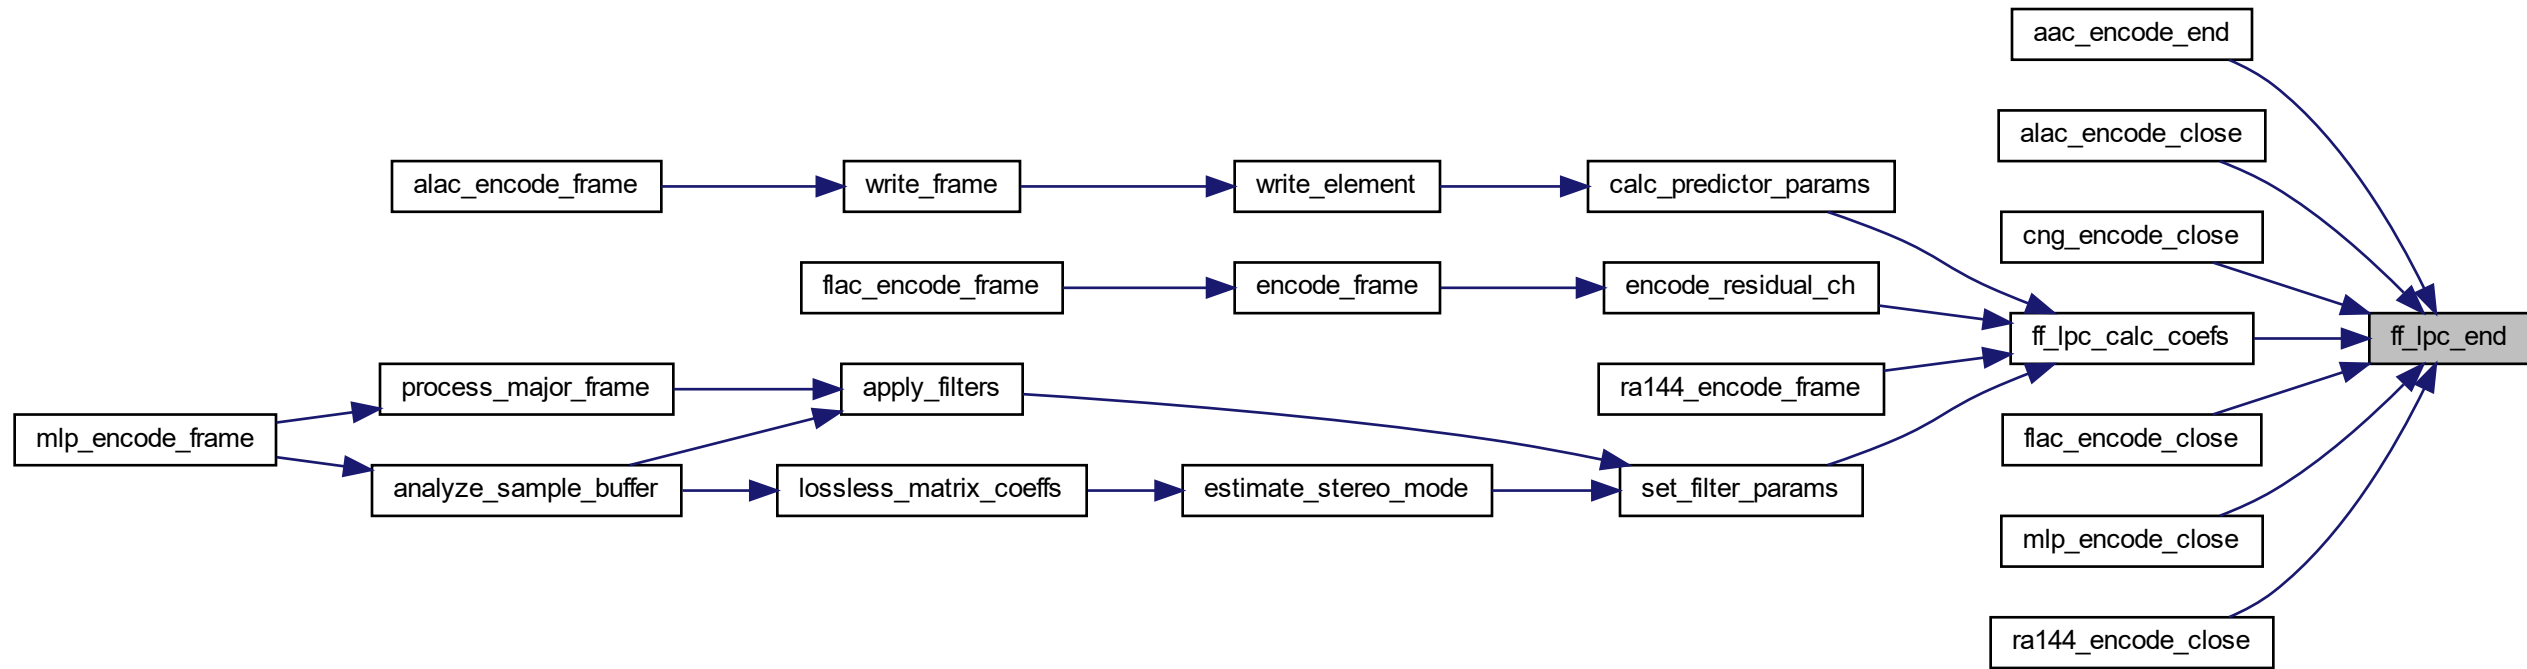 aac_encode_end
alac_encode_close
alac_encode_frame
write_frame
write_element
calc_predictor_params
cng_encode_close
flac_encode_frame
encode_frame
encode_residual_ch
ff_lpc_calc_coefs
ff_lpc_end
process_major_frame
apply_filters
ra144_encode_frame
mlp_encode_frame
flac_encode_close
analyze_sample_buffer
lossless_matrix_coeffs
estimate_stereo_mode
set_filter_params
mlp_encode_close
ra144_encode_close